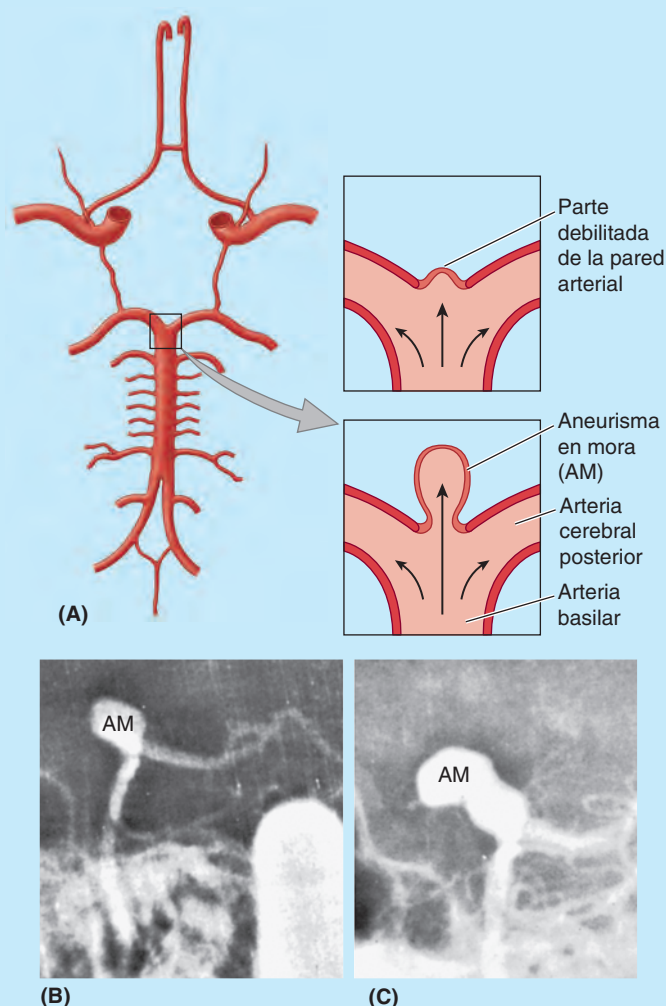 Parte
debilitada
de la pared
arterial
Aneurisma
en mora
(AM)
Arteria
cerebral
posterior
Arteria
basilar
(A)
AM
AM
(B)
(C)